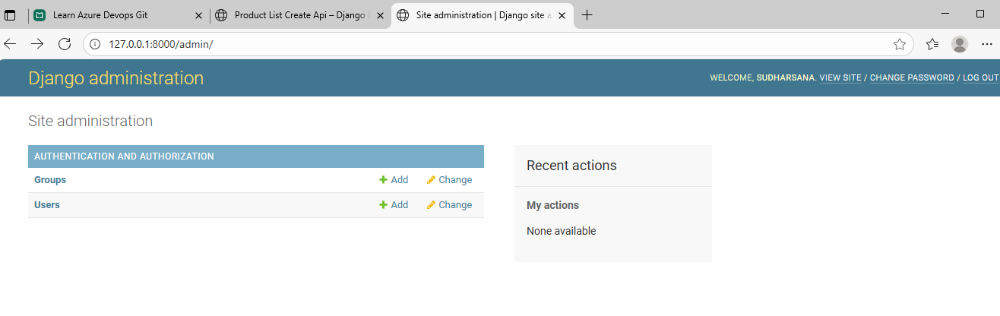 Learn Azure Devops Git
Product List Create Api – Django
Site administration | Django site a
127.0.0.1:8000/admin/
Django administration
WELCOME, SUDHARSANA. VIEW SITE / CHANGE PASSWORD / LOG OUT
Site administration
AUTHENTICATION AND AUTHORIZATION
Groups Add Change
Users Add Change
Recent actions
My actions
None available